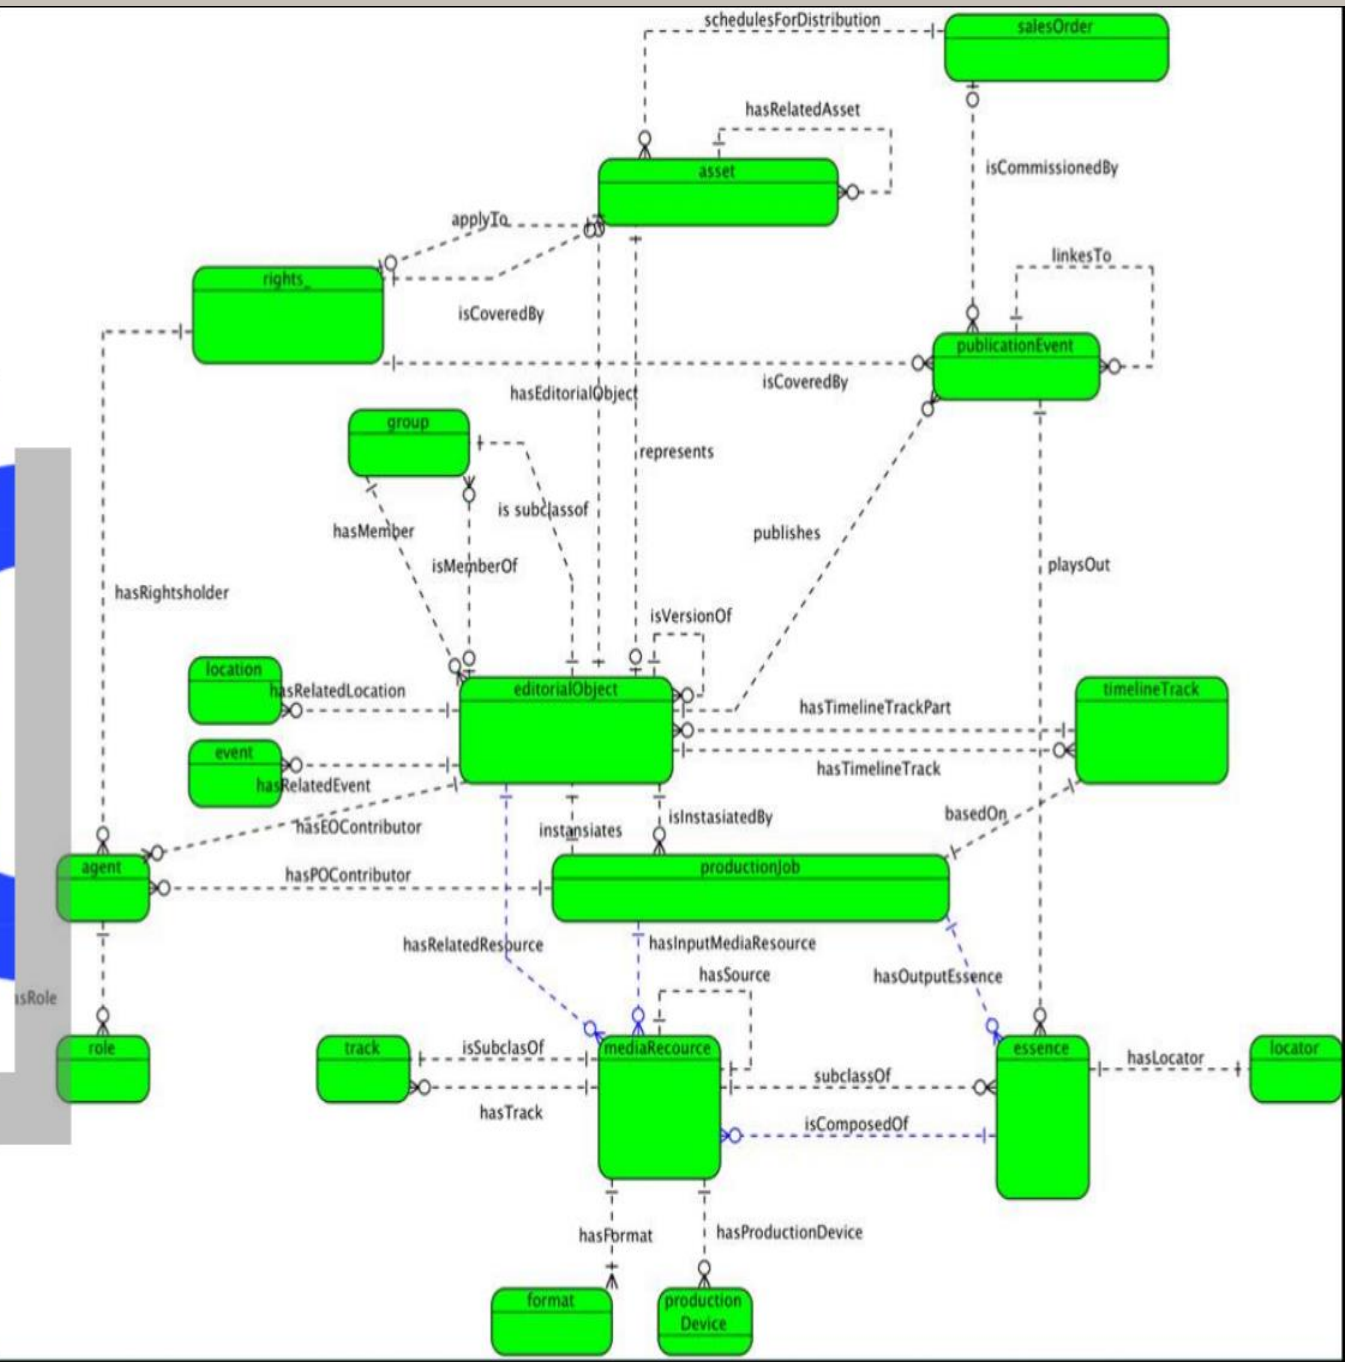 schedulesForDistribution
salesOrder
hasRelatedAsset
asset
isCommissionedBy
applyTo
linkesTo
rights_
isCoveredBy
publicationEvent
isCoveredBy
hasEditorialObject
group
represents
is subclassof
hasMember
publishes
isMemberOf
playsOut
hasRightsholder
isVersionOf
location
hasRelatedLocation
editorialObject
timelineTrack
hasTimelineTrackPart
event
hasRelatedEvent
hasTimelineTrack
basedOn
isInstasiatedBy
hasEOContributor
instansiates
agent
productionJob
hasPOContributor
hasRelatedResource
hasInputMediaResource
hasSource
hasOutputEssence
asRole
role
track
isSubclasOf
mediaRecource
essence
locator
hasLocator
subclassOf
hasTrack
isComposedOf
hasFormat
hasProductionDevice
format
production
Device